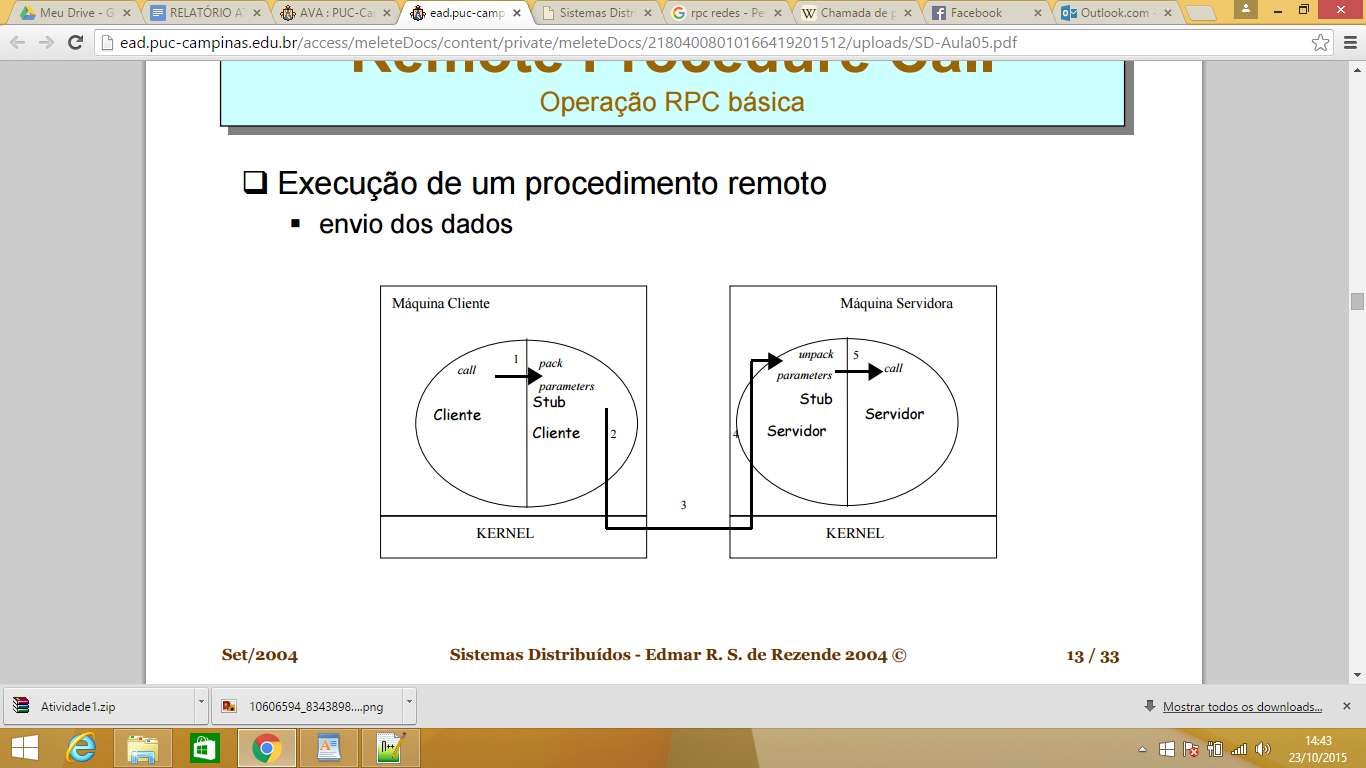 Meu Drive - G
RELATÓRIO A
AVA : PUC-Ca
ead.puc-camp
Sistemas Distr
rpc redes - Pe
Chamada de p
Facebook
Outlook.com -
ead.puc-campinas.edu.br/access/meleteDocs/content/private/meleteDocs/21804008010166419201512/uploads/SD-Aula05.pdf
Remote Procedure Call
Operação RPC básica
Execução de um procedimento remoto
envio dos dados
Máquina Cliente
Máquina Servidora
call
1
pack
parameters
Stub
Cliente
Cliente
2
3
4
unpack
parameters
5
call
Stub
Servidor
Servidor
KERNEL
KERNEL
Set/2004
Sistemas Distribuídos - Edmar R. S. de Rezende 2004 ©
13 / 33
Atividade1.zip
10606594_8343898....png
Mostrar todos os downloads...
14:43
23/10/2015